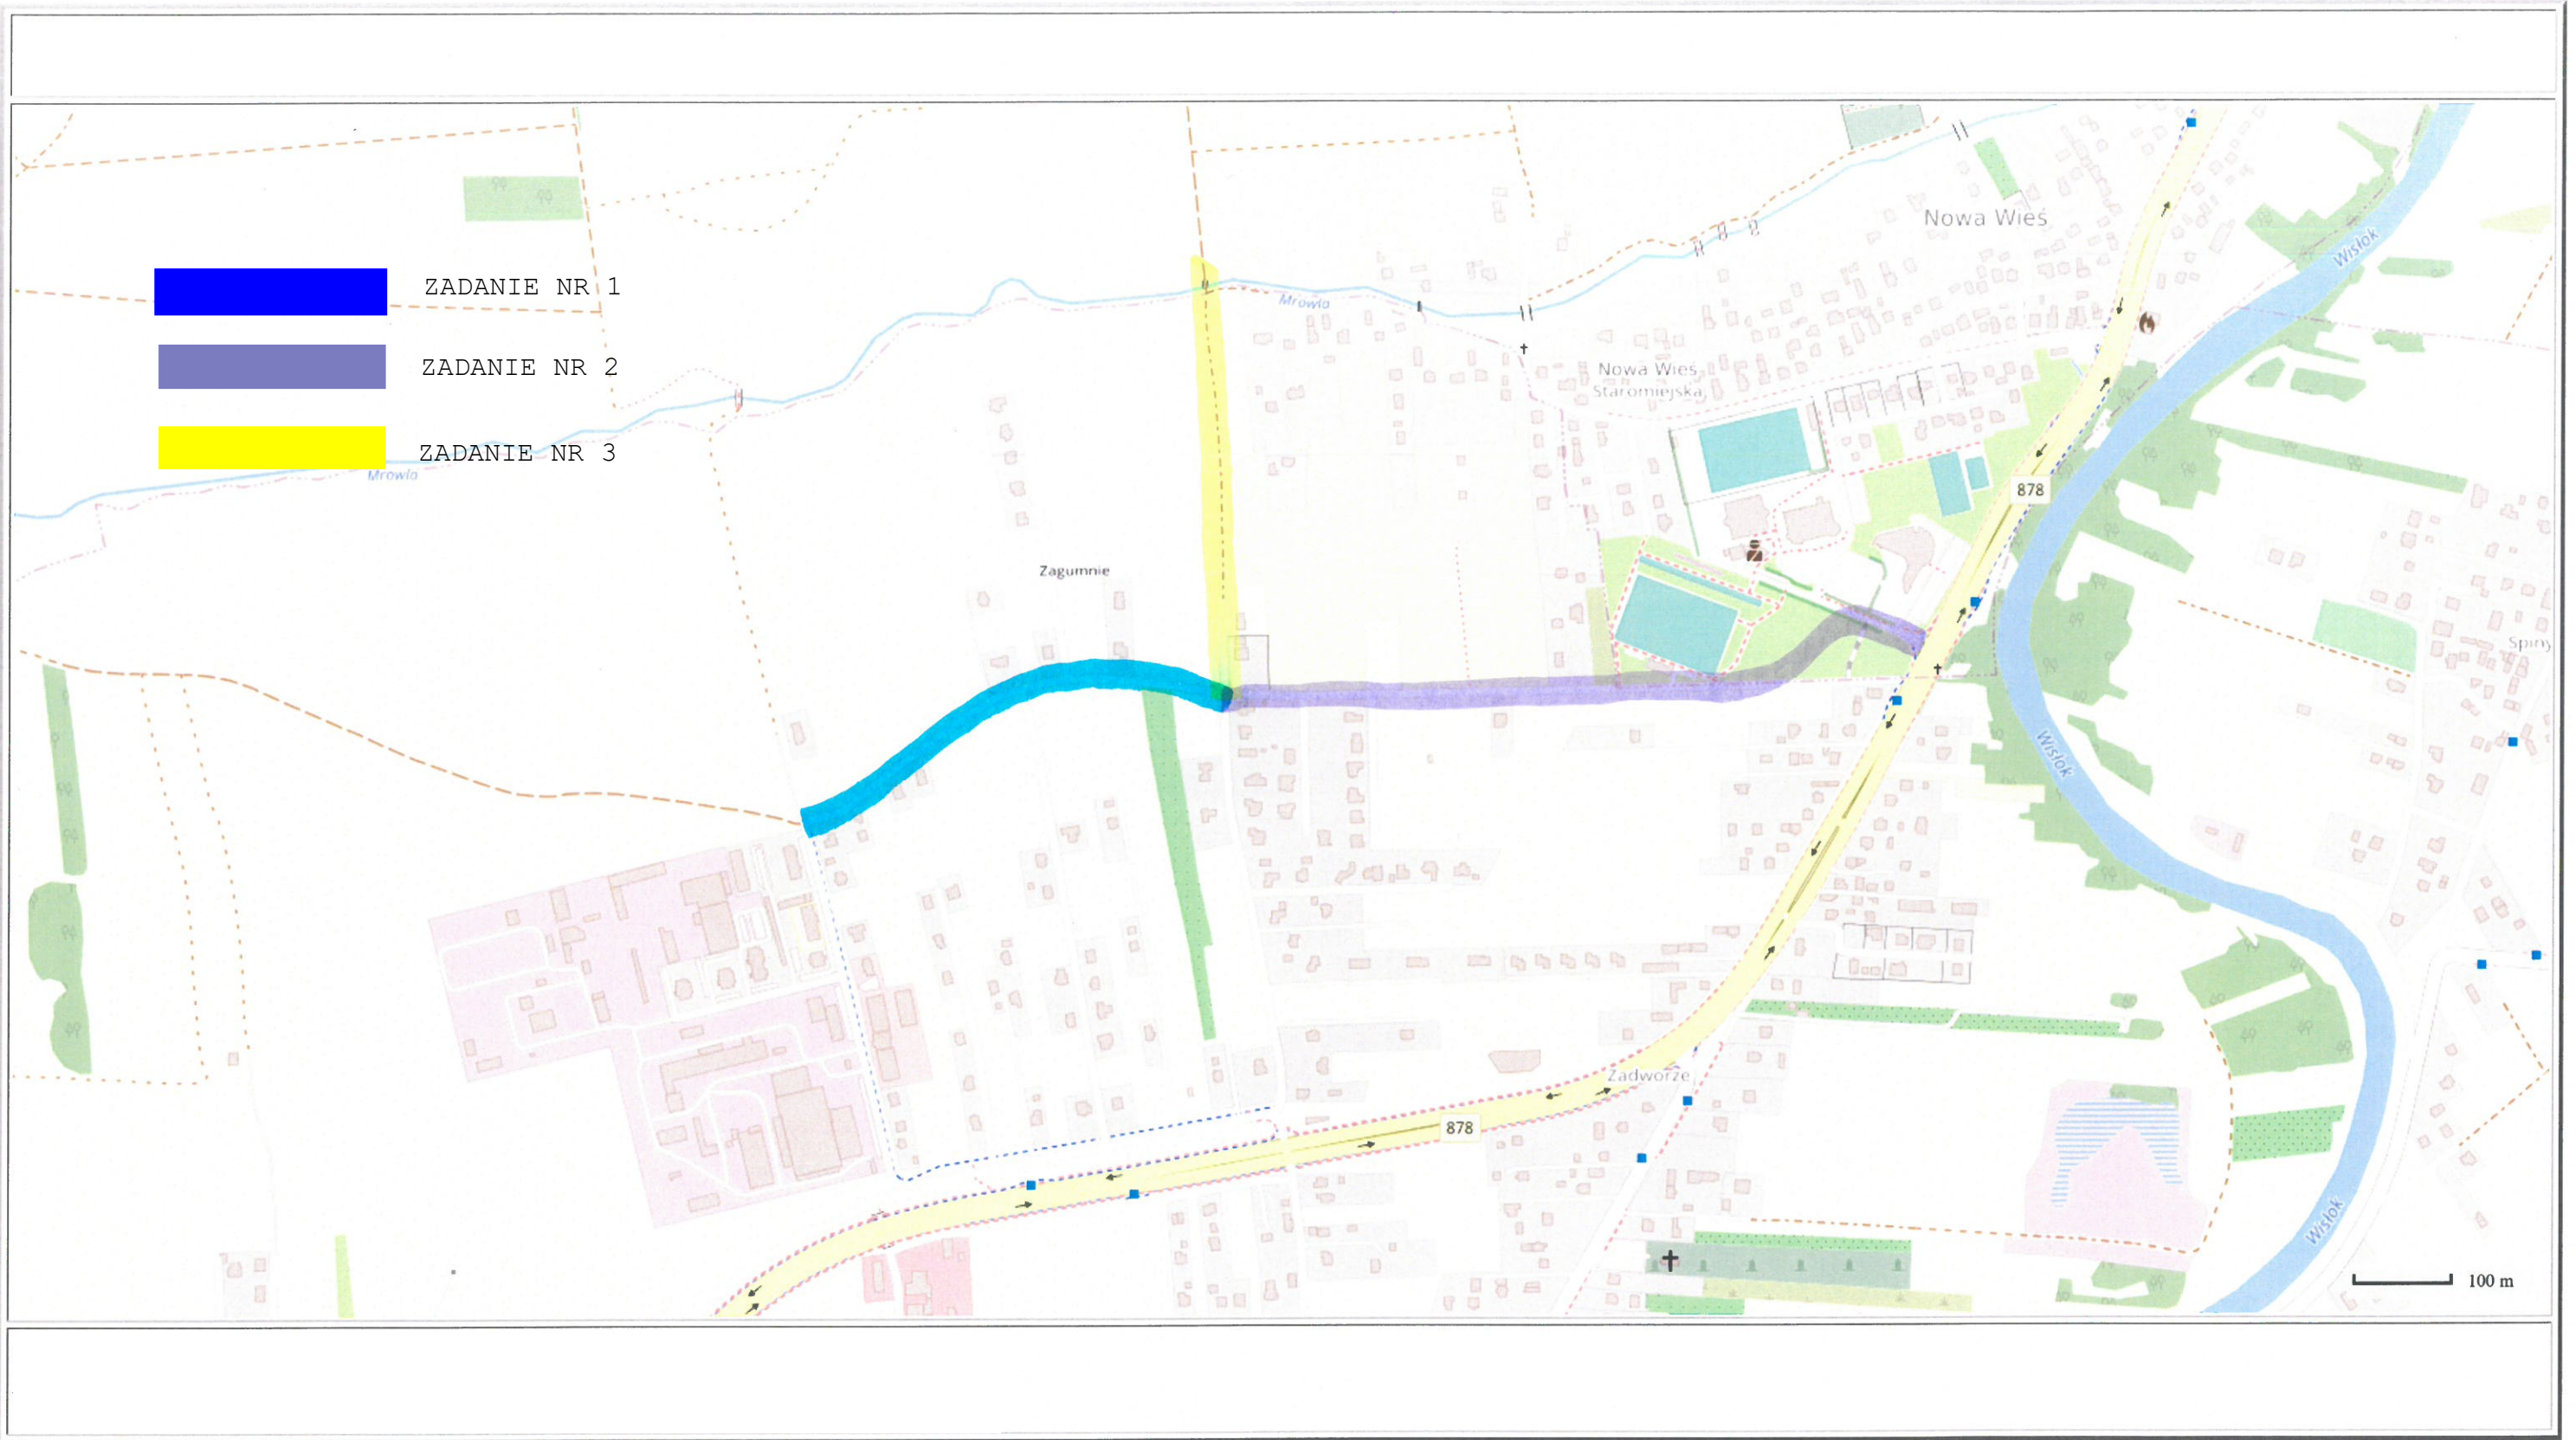 Nowa Wieś
Wisłok
ZADANIE NR 1
Mrowla
ZADANIE NR 2
Nowa Wieś
Staromiejska
ZADANIE NR 3
Mrowla
878
Zagumnie
Spiny
Wisłok
Zadworze
878
Wisłok
100 m